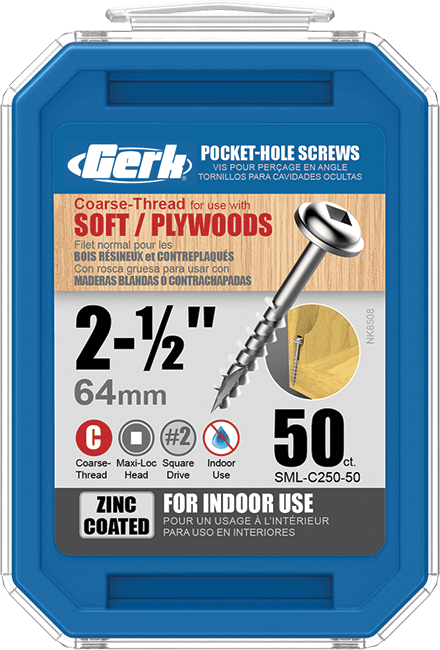 Gerk
POCKET-HOLE SCREWS
VIS POUR PERÇAGE EN ANGLE
TORNILLOS PARA CAVIDADES OCULTAS
Coarse-Thread for use with
SOFT / PLYWOODS
Filet normal pour les
BOIS RÉSINEUX et CONTREPLAQUÉS
Con rosca gruesa para usar con
MADERAS BLANDAS O CONTRACHAPADAS
2-½"
64mm
NK8508
C
#2
Coarse-
Thread
Maxi-Loc
Head
Square
Drive
Indoor
Use
50 ct.
SML-C250-50
ZINC
COATED
FOR INDOOR USE
POUR UN USAGE À L'INTÉRIEUR
PARA USO EN INTERIORES